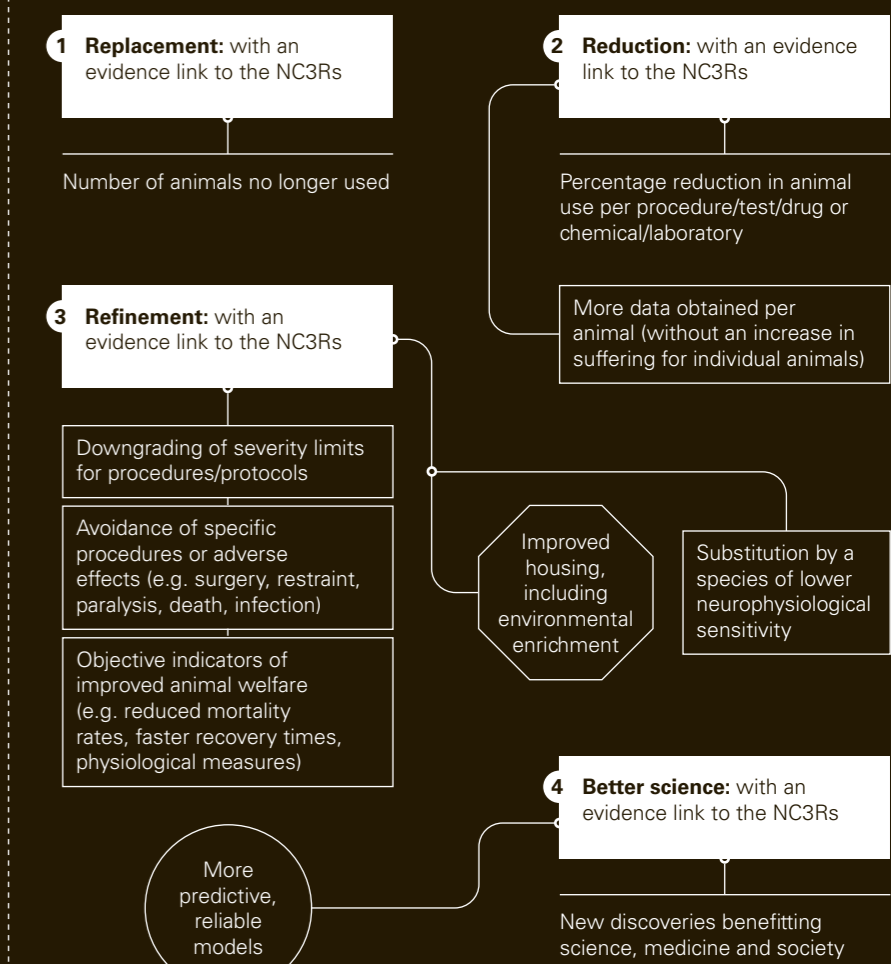 1 Replacement: with an
evidence link to the NC3Rs
Number of animals no longer used
2 Reduction: with an evidence
link to the NC3Rs
Percentage reduction in animal
use per procedure/test/drug or
chemical/laboratory
More data obtained per
animal (without an increase in
suffering for individual animals)
3 Refinement: with an
evidence link to the NC3Rs
Downgrading of severity limits
for procedures/protocols
Avoidance of specific
procedures or adverse
effects (e.g. surgery, restraint,
paralysis, death, infection)
Objective indicators of
improved animal welfare
(e.g. reduced mortality
rates, faster recovery times,
physiological measures)
Improved
housing,
including
environmental
enrichment
Substitution by a
species of lower
neurophysiological
sensitivity
4 Better science: with an
evidence link to the NC3Rs
More
predictive,
reliable
models
New discoveries benefitting
science, medicine and society